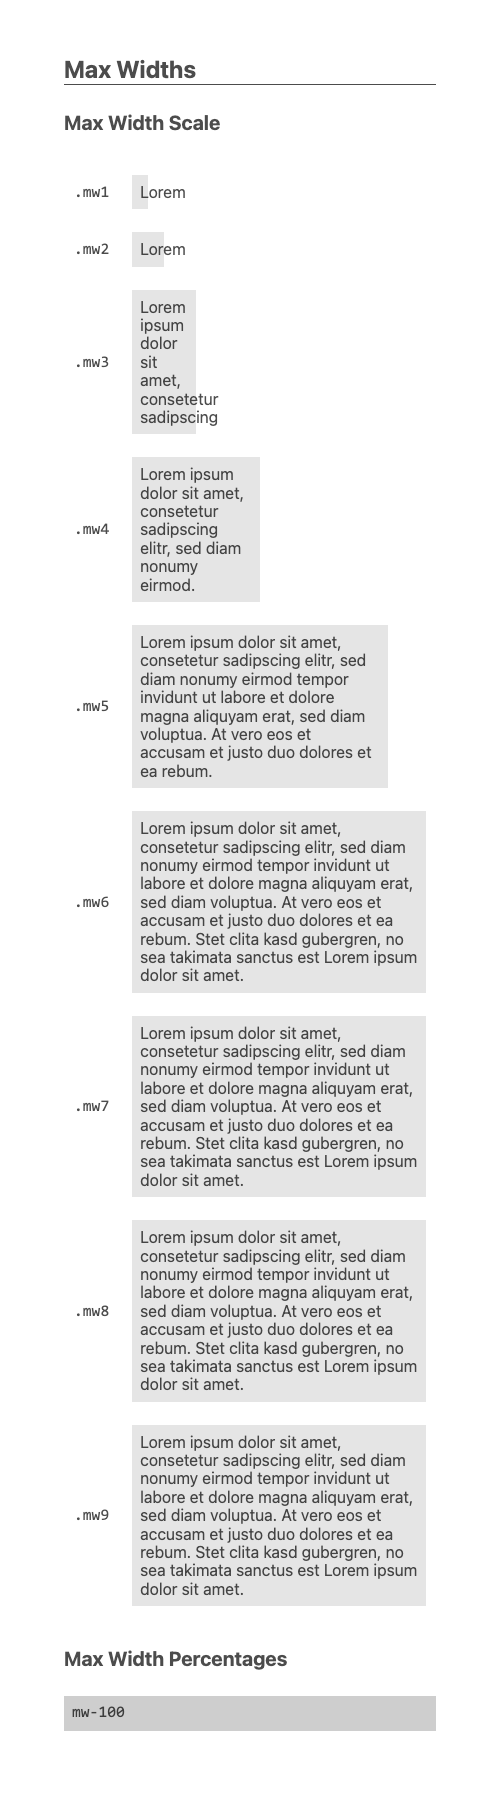 Max Widths
Max Width Scale
.mw1
Lorem
.mw2
Lorem
.mw3
Lorem
ipsum
dolor
sit
amet,
consetetur
sadipscing
.mw4
Lorem ipsum
dolor sit amet,
consetetur
sadipscing
elitr, sed diam
nonumy
eirmod.
.mw5
Lorem ipsum dolor sit amet,
consetetur sadipscing elitr, sed
diam nonumy eirmod tempor
invidunt ut labore et dolore
magna aliquyam erat, sed diam
voluptua. At vero eos et
accusam et justo duo dolores et
ea rebum.
.mw6
Lorem ipsum dolor sit amet,
consetetur sadipscing elitr, sed diam
nonumy eirmod tempor invidunt ut
labore et dolore magna aliquyam erat,
sed diam voluptua. At vero eos et
accusam et justo duo dolores et ea
rebum. Stet clita kasd gubergren, no
sea takimata sanctus est Lorem ipsum
dolor sit amet.
.mw7
Lorem ipsum dolor sit amet,
consetetur sadipscing elitr, sed diam
nonumy eirmod tempor invidunt ut
labore et dolore magna aliquyam erat,
sed diam voluptua. At vero eos et
accusam et justo duo dolores et ea
rebum. Stet clita kasd gubergren, no
sea takimata sanctus est Lorem ipsum
dolor sit amet.
.mw8
Lorem ipsum dolor sit amet,
consetetur sadipscing elitr, sed diam
nonumy eirmod tempor invidunt ut
labore et dolore magna aliquyam erat,
sed diam voluptua. At vero eos et
accusam et justo duo dolores et ea
rebum. Stet clita kasd gubergren, no
sea takimata sanctus est Lorem ipsum
dolor sit amet.
.mw9
Lorem ipsum dolor sit amet,
consetetur sadipscing elitr, sed diam
nonumy eirmod tempor invidunt ut
labore et dolore magna aliquyam erat,
sed diam voluptua. At vero eos et
accusam et justo duo dolores et ea
rebum. Stet clita kasd gubergren, no
sea takimata sanctus est Lorem ipsum
dolor sit amet.
Max Width Percentages
mw-100